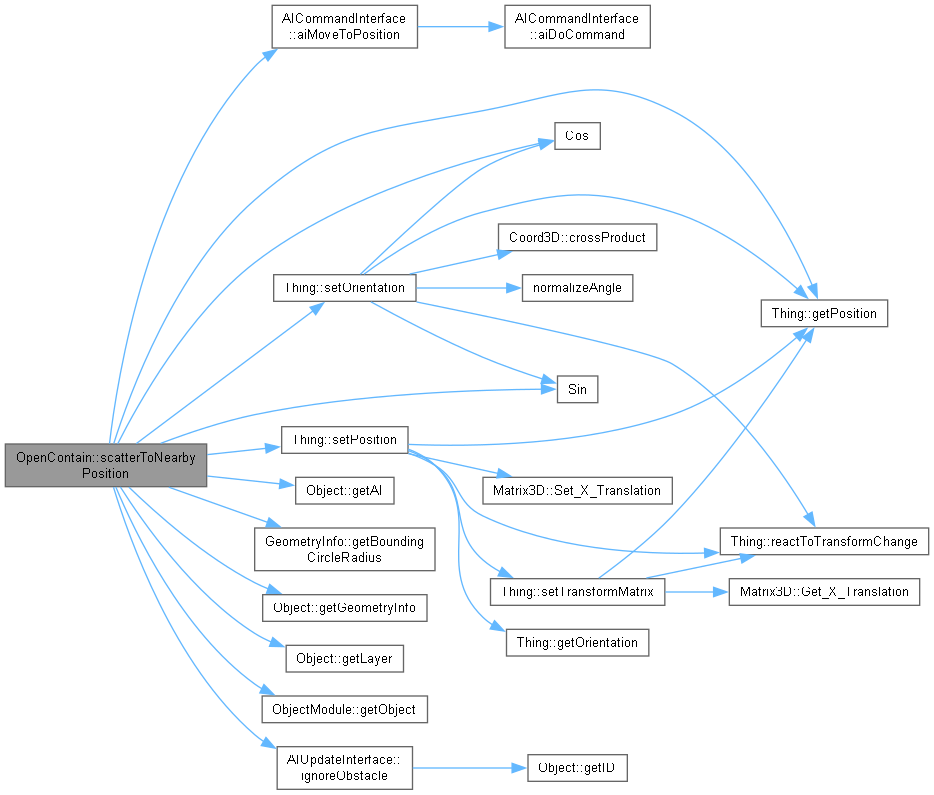 AICommandInterface
::aiMoveToPosition
AICommandInterface
::aiDoCommand
Cos
Coord3D::crossProduct
Thing::setOrientation
normalizeAngle
Thing::getPosition
Sin
OpenContain::scatterToNearby
Position
Thing::setPosition
Object::getAI
Matrix3D::Set_X_Translation
GeometryInfo::getBounding
CircleRadius
Thing::reactToTransformChange
Object::getGeometryInfo
Thing::setTransformMatrix
Matrix3D::Get_X_Translation
Object::getLayer
Thing::getOrientation
ObjectModule::getObject
AIUpdateInterface::
ignoreObstacle
Object::getID